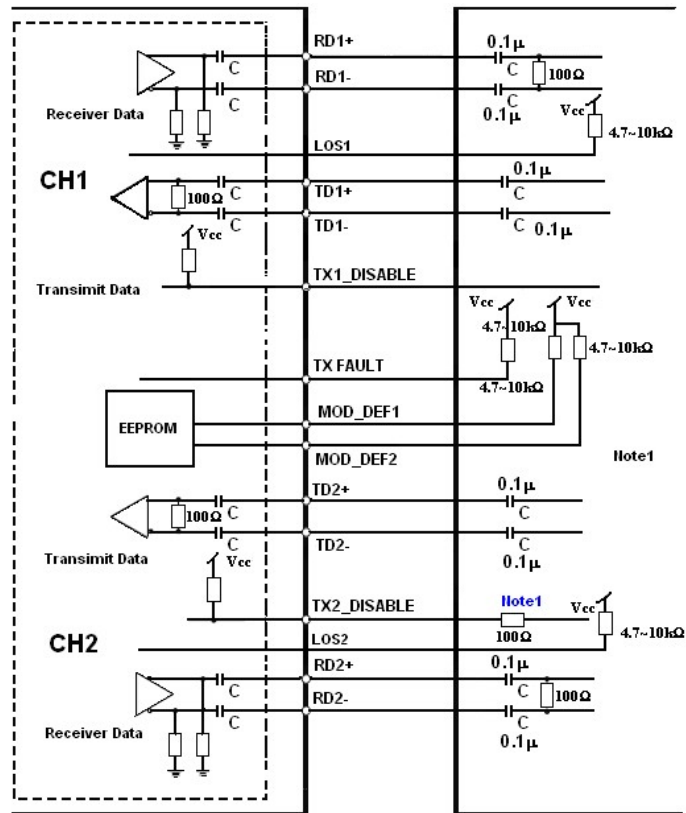 RD1+
0.1µ
C
C
100Ω
RD1-
C
C
Receiver Data
0.1µ
Vcc
4.7~10kΩ
LOS1
CH1
TD1+
0.1µ
100Ω
C
C
C
TD1-
C
0.1µ
Vcc
Transimit Data
TX1_DISABLE
Vcc
Vcc
4.7~10kΩ
4.7~10kΩ
TX FAULT
4.7~10kΩ
EEPROM
MOD_DEF1
MOD_DEF2
Note1
TD2+
0.1µ
100Ω
C
C
C
TD2-
C
Transimit Data
Vcc
0.1µ
TX2_DISABLE
Note1
Vcc
100Ω
4.7~10kΩ
CH2
LOS2
RD2+
0.1µ
C
C
100Ω
RD2-
C
C
Receiver Data
0.1µ